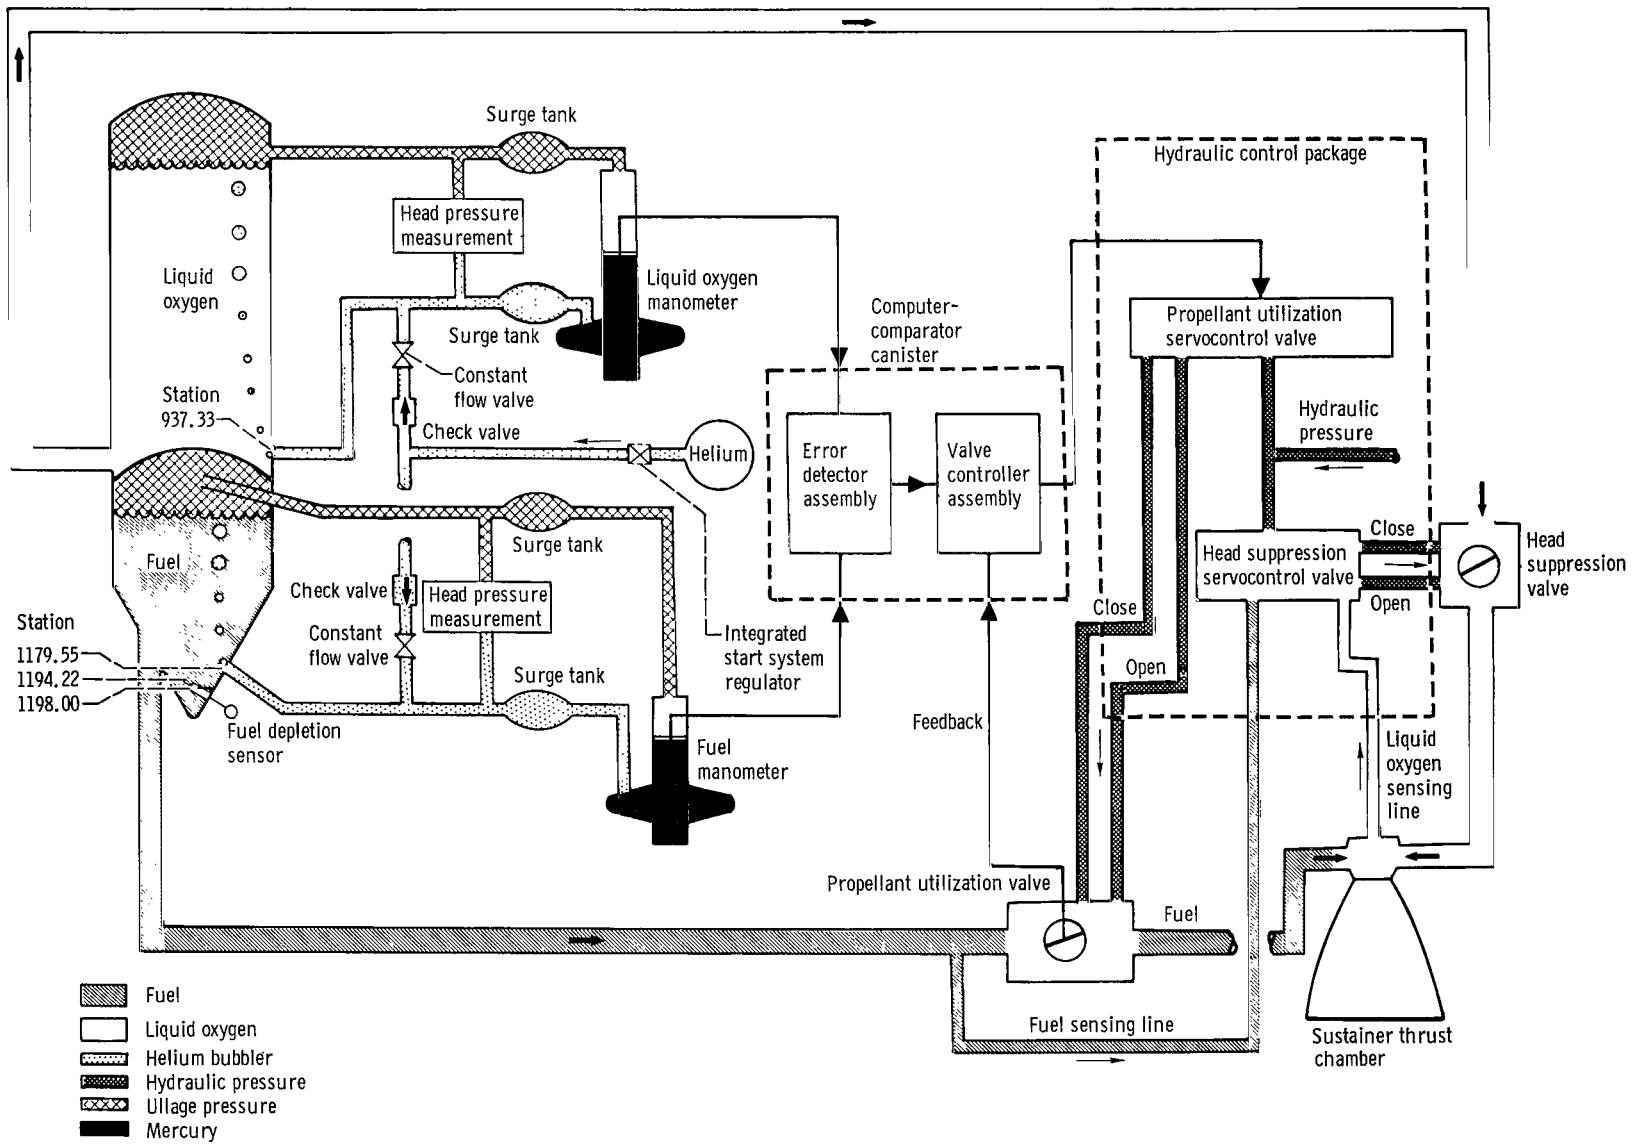 Surge tank
Hydraulic control package
Head pressure
measurement
Liquid
oxygen
Liquid oxygen
manometer
Surge tank
Computer-
comparator
canister
Propellant utilization
servocontrol valve
Constant
flow valve
Station
937.33
Check valve
Helium
Hydraulic
pressure
Error
detector
assembly
Valve
controller
assembly
Surge tank
Close
Head suppression
servocontrol valve
Head
suppression
valve
Open
Fuel
Check valve
Head pressure
measurement
Close
Station
1179.55
1194.22
1198.00
Constant
flow valve
Integrated
start system
regulator
Surge tank
Open
Fuel depletion
sensor
Feedback
Fuel
manometer
Liquid
oxygen
sensing
line
Propellant utilization valve
Fuel
Fuel sensing line
Sustainer thrust
chamber
Fuel
Liquid oxygen
Helium bubbler
Hydraulic pressure
Ullage pressure
Mercury